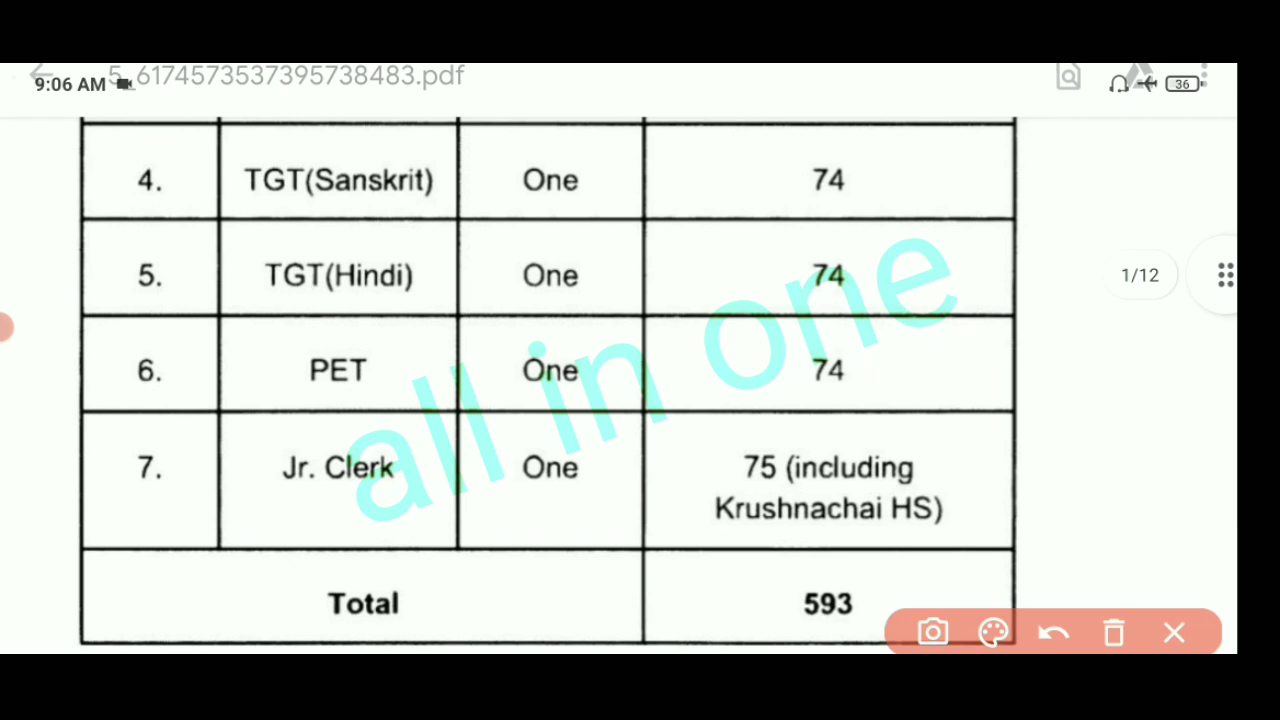 5_6174573537395738483.pdf
9:06 AM 36
4. TGT(Sanskrit) One 74
5. TGT(Hindi) One 74
1/12
6. PET One 74
7. Jr. Clerk One 75 (including
Krushnachai HS)
Total 593
all in one